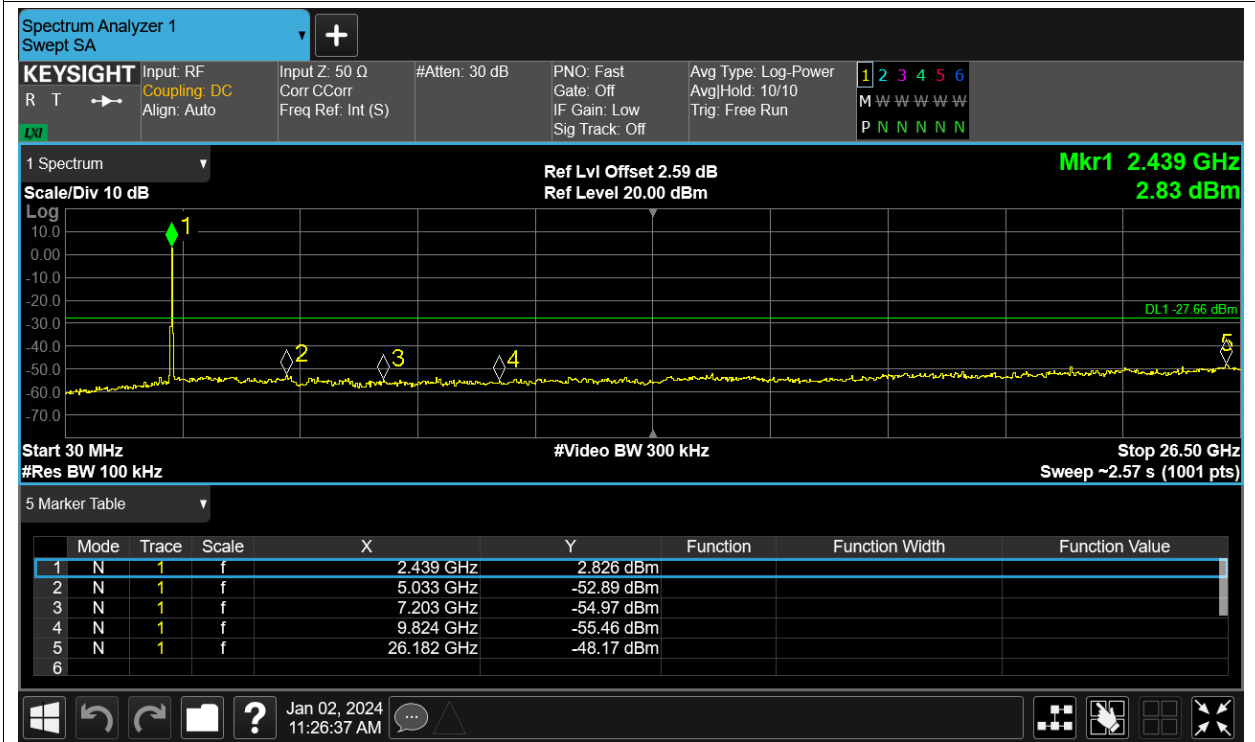 Spectrum Analyzer 1
Swept SA
+
KEYSIGHT
R T
LXI
Input: RF
Coupling: DC
Align: Auto
Input Z: 50 Ω
Corr CCorr
Freq Ref: Int (S)
#Atten: 30 dB
PNO: Fast
Gate: Off
IF Gain: Low
Sig Track: Off
Avg Type: Log-Power
Avg|Hold: 10/10
Trig: Free Run
1 2 3 4 5 6
M W W W W W
P N N N N N
1 Spectrum
Scale/Div 10 dB
Ref Lvl Offset 2.59 dB
Ref Level 20.00 dBm
Mkr1 2.439 GHz
2.83 dBm
Log
10.0
0.00
-10.0
-20.0
-30.0
-40.0
-50.0
-60.0
-70.0
1
2
3
4
5
DL1 -27.66 dBm
Start 30 MHz
#Res BW 100 kHz
#Video BW 300 kHz
Stop 26.50 GHz
Sweep ~2.57 s (1001 pts)
5 Marker Table
Mode Trace Scale X Y Function Function Width Function Value
1 N 1 f 2.439 GHz 2.826 dBm
2 N 1 f 5.033 GHz -52.89 dBm
3 N 1 f 7.203 GHz -54.97 dBm
4 N 1 f 9.824 GHz -55.46 dBm
5 N 1 f 26.182 GHz -48.17 dBm
6
?
Jan 02, 2024
11:26:37 AM